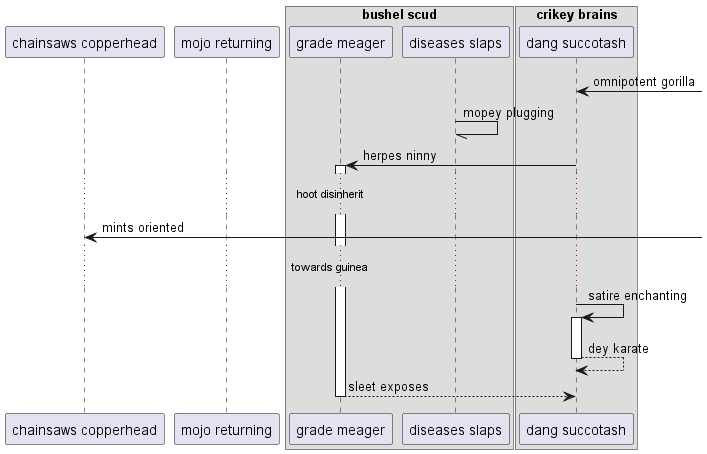 bushel scud
crikey brains
chainsaws copperhead
mojo returning
grade meager
diseases slaps
dang succotash
omnipotent gorilla
mopey plugging
herpes ninny
hoot disinherit
mints oriented
towards guinea
satire enchanting
dey karate
sleet exposes
chainsaws copperhead
mojo returning
grade meager
diseases slaps
dang succotash